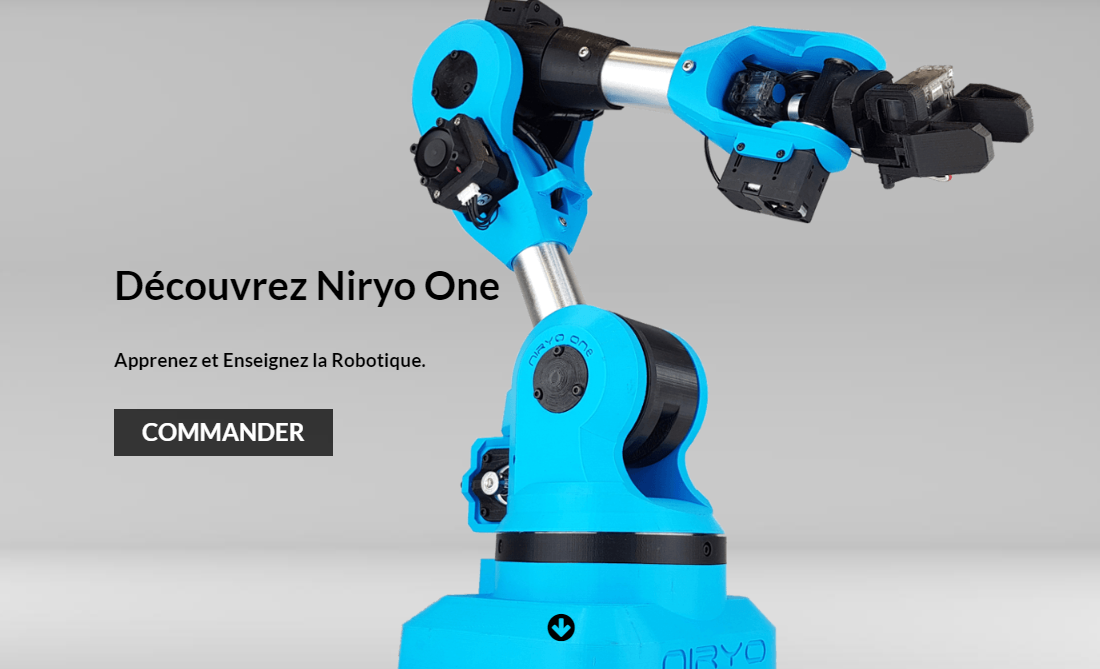 Découvrez Niryo One
NIRYO ONE
Apprenez et Enseignez la Robotique.
COMMANDER
NIRYO